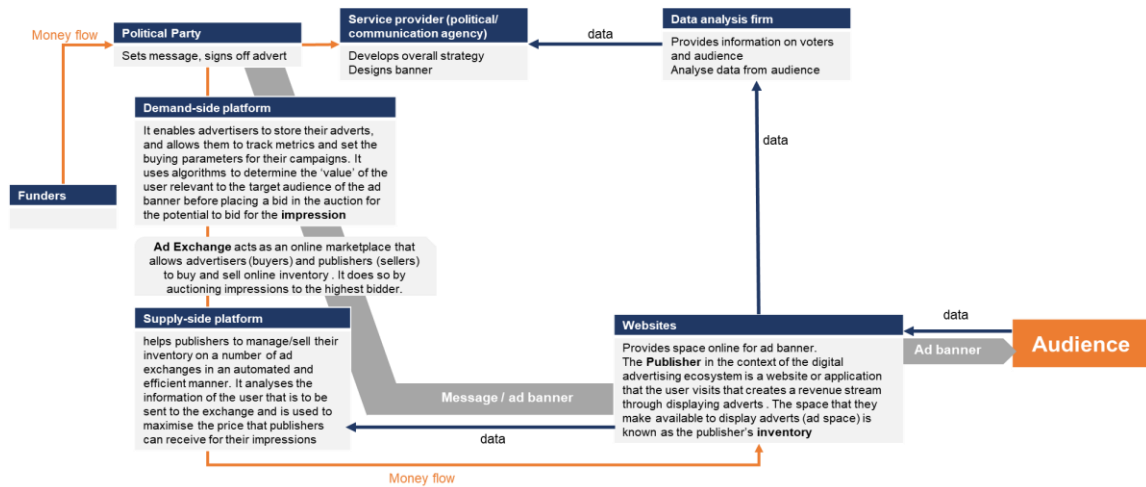 Money flow
Political Party
Sets message, signs off advert
Service provider (political/
communication agency)
Develops overall strategy
Designs banner
data
Data analysis firm
Provides information on voters
and audience
Analyse data from audience
data
Demand-side platform
It enables advertisers to store their adverts,
and allows them to track metrics and set the
buying parameters for their campaigns. It
uses algorithms to determine the ‘value’ of the
user relevant to the target audience of the ad
banner before placing a bid in the auction for
the potential to bid for the impression
Funders
Ad Exchange acts as an online marketplace that
allows advertisers (buyers) and publishers (sellers)
to buy and sell online inventory . It does so by
auctioning impressions to the highest bidder.
Supply-side platform
helps publishers to manage/sell their
inventory on a number of ad
exchanges in an automated and
efficient manner. It analyses the
information of the user that is to be
sent to the exchange and is used to
maximise the price that publishers
can receive for their impressions
Message / ad banner
data
Money flow
Websites
Provides space online for ad banner.
The Publisher in the context of the digital
advertising ecosystem is a website or application
that the user visits that creates a revenue stream
through displaying adverts . The space that they
make available to display adverts (ad space) is
known as the publisher’s inventory
data
Ad banner
Audience